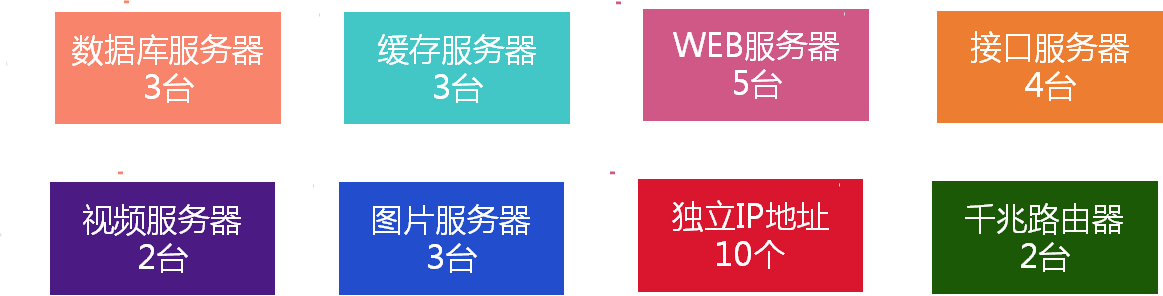 数据库服务器
3台
缓存服务器
3台
WEB服务器
5台
接口服务器
4台
视频服务器
2台
图片服务器
3台
独立IP地址
10个
千兆路由器
2台